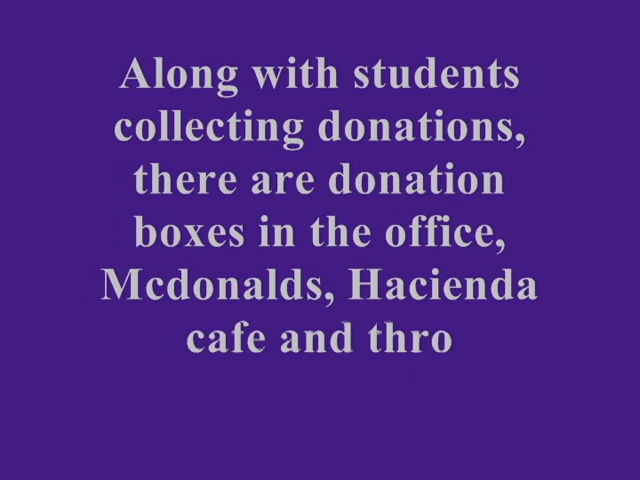 Along with students
collecting donations,
there are donation
boxes in the office,
Mcdonalds, Hacienda
cafe and thro